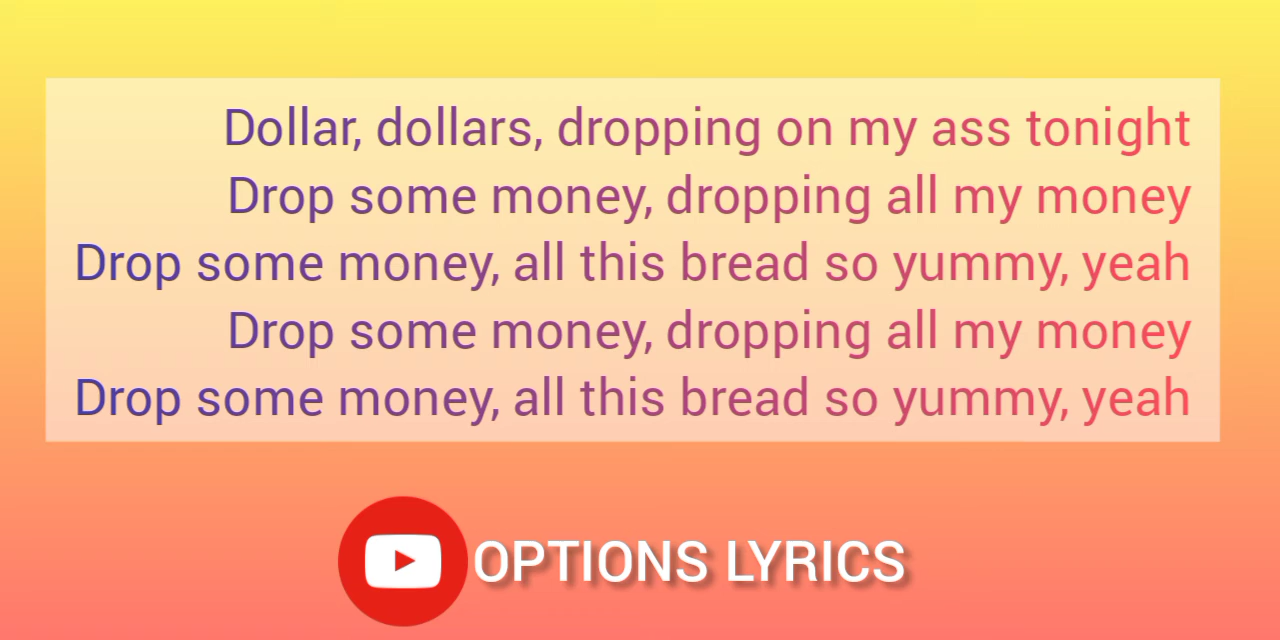 Dollar, dollars, dropping on my ass tonight
Drop some money, dropping all my money
Drop some money, all this bread so yummy, yeah
Drop some money, dropping all my money
Drop some money, all this bread so yummy, yeah
OPTIONS LYRICS